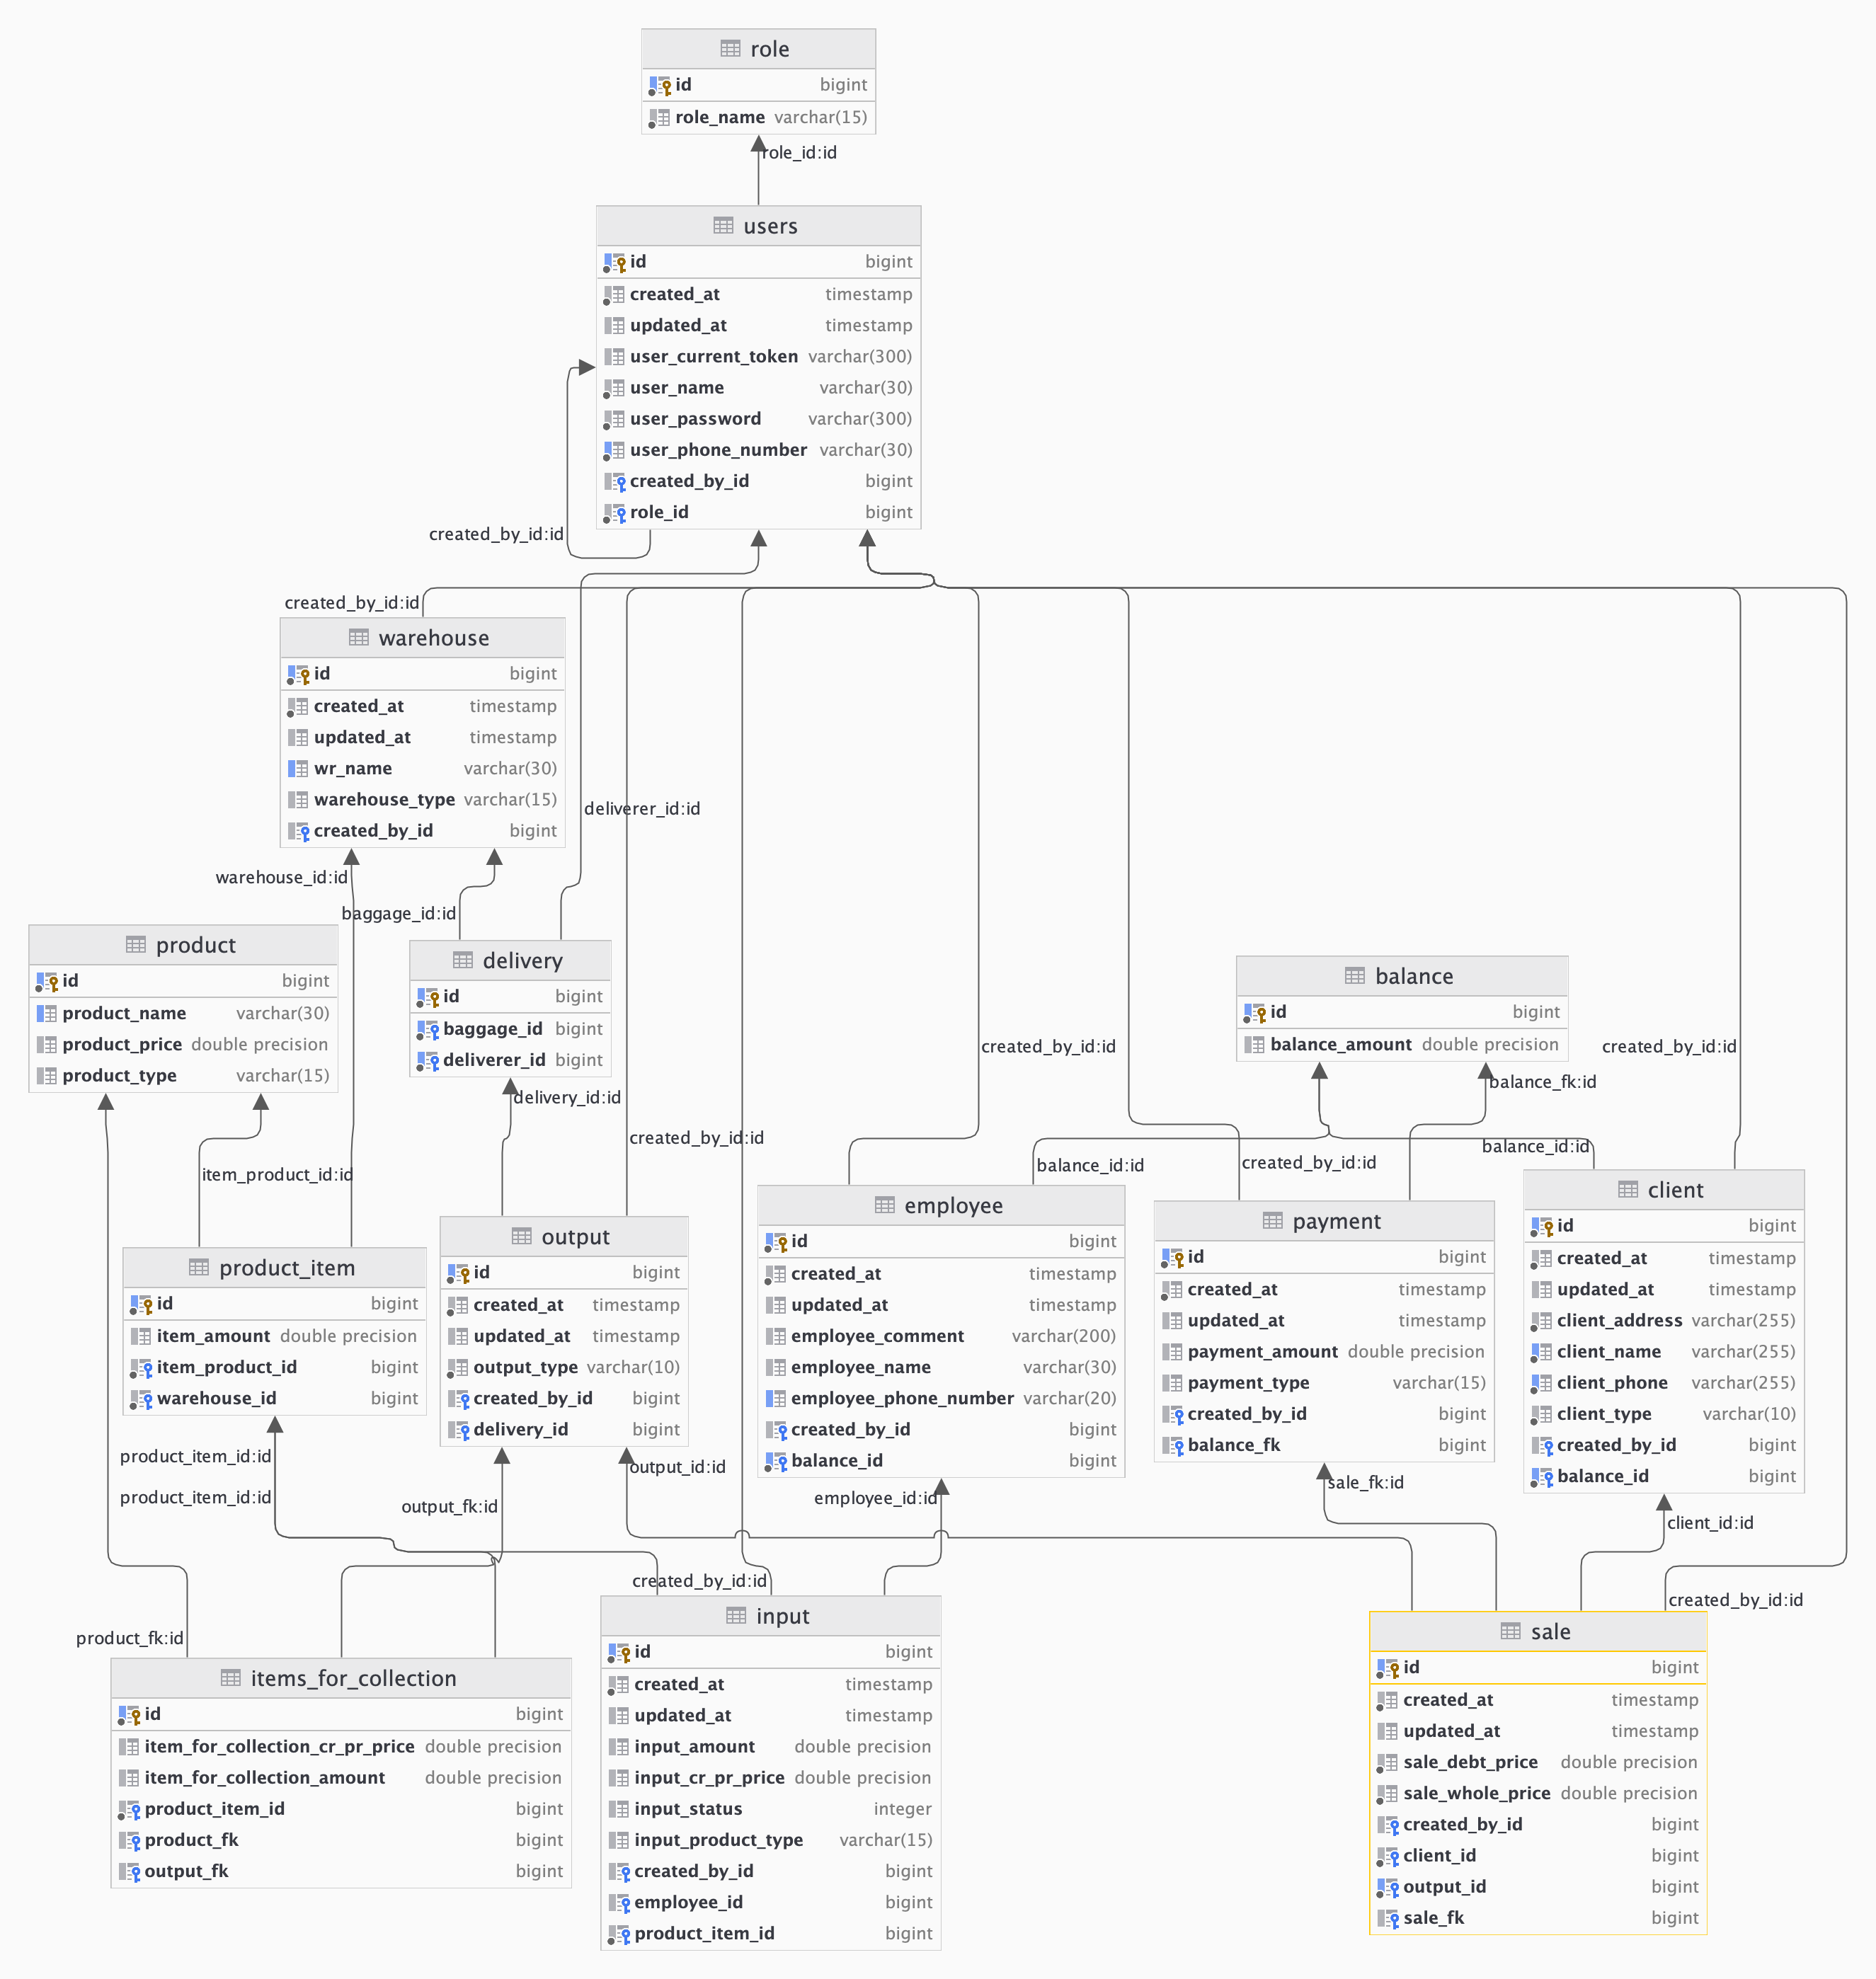 role
id bigint
role_name varchar(15)
role_id:id
users
id bigint
created_at timestamp
updated_at timestamp
user_current_token varchar(300)
user_name varchar(30)
user_password varchar(300)
user_phone_number varchar(30)
created_by_id bigint
role_id bigint
created_by_id:id
created_by_id:id
warehouse
id bigint
created_at timestamp
updated_at timestamp
wr_name varchar(30)
warehouse_type varchar(15)
created_by_id bigint
deliverer_id:id
warehouse_id:id
baggage_id:id
product
id bigint
product_name varchar(30)
product_price double precision
product_type varchar(15)
delivery
id bigint
baggage_id bigint
deliverer_id bigint
balance
id bigint
balance_amount double precision
created_by_id:id
created_by_id:id
balance_fk:id
delivery_id:id
created_by_id:id
item_product_id:id
balance_id:id
created_by_id:id
balance_id:id
product_item
id bigint
item_amount double precision
item_product_id bigint
warehouse_id bigint
output
id bigint
created_at timestamp
updated_at timestamp
output_type varchar(10)
created_by_id bigint
delivery_id bigint
employee
id bigint
created_at timestamp
updated_at timestamp
employee_comment varchar(200)
employee_name varchar(30)
employee_phone_number varchar(20)
created_by_id bigint
balance_id bigint
payment
id bigint
created_at timestamp
updated_at timestamp
payment_amount double precision
payment_type varchar(15)
created_by_id bigint
balance_fk bigint
client
id bigint
created_at timestamp
updated_at timestamp
client_address varchar(255)
client_name varchar(255)
client_phone varchar(255)
client_type varchar(10)
created_by_id bigint
balance_id bigint
product_item_id:id
product_item_id:id
output_fk:id
output_id:id
employee_id:id
sale_fk:id
client_id:id
created_by_id:id
created_by_id:id
product_fk:id
items_for_collection
id bigint
item_for_collection_cr_pr_price double precision
item_for_collection_amount double precision
product_item_id bigint
product_fk bigint
output_fk bigint
input
id bigint
created_at timestamp
updated_at timestamp
input_amount double precision
input_cr_pr_price double precision
input_status integer
input_product_type varchar(15)
created_by_id bigint
employee_id bigint
product_item_id bigint
sale
id bigint
created_at timestamp
updated_at timestamp
sale_debt_price double precision
sale_whole_price double precision
created_by_id bigint
client_id bigint
output_id bigint
sale_fk bigint